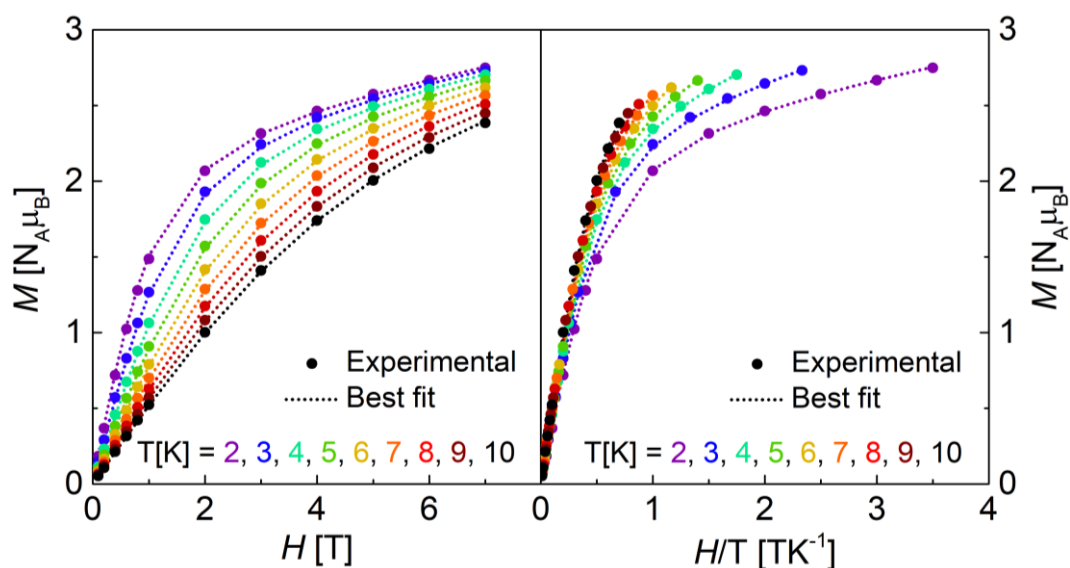 3
2
1
0
M [N_Aμ_B]
Experimental
Best fit
T[K] = 2, 3, 4, 5, 6, 7, 8, 9, 10
0 2 4 6
H [T]
Experimental
Best fit
T[K] = 2, 3, 4, 5, 6, 7, 8, 9, 10
0 1 2 3 4
H/T [TK⁻¹]
3
2
1
0
M [N_Aμ_B]